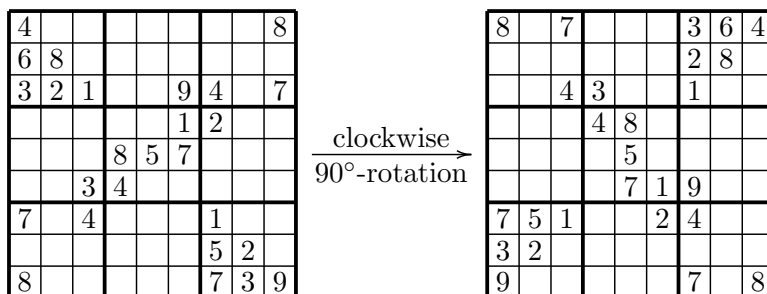 4 8 8 7 3 6 4
6 8 2 8
3 2 1 9 4 7 4 3 1
1 2 4 8
clockwise
8 5 7 5
90°-rotation
3 4 7 1 9
7 4 1 7 5 1 2 4
5 2 3 2
8 7 3 9 9 7 8